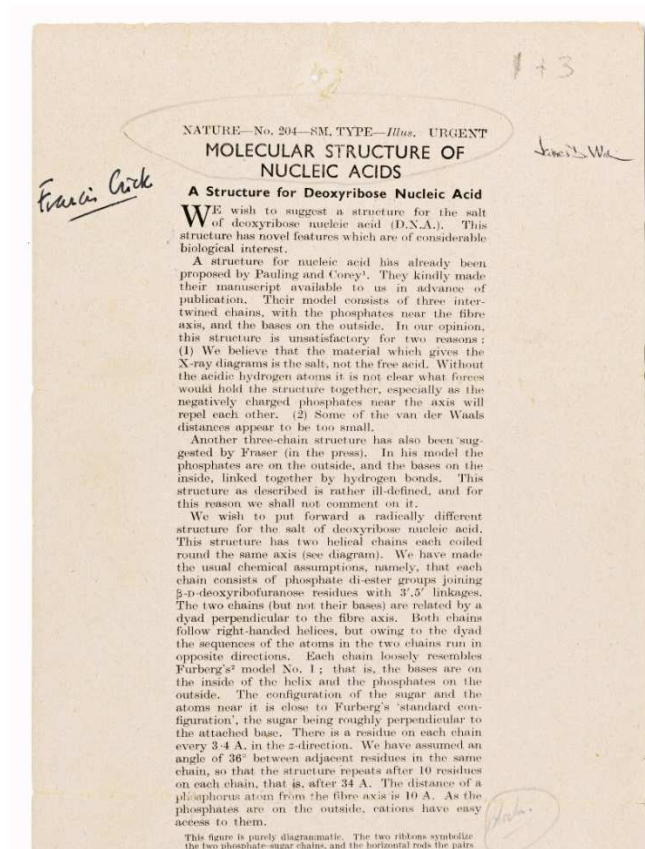 1 + 3
NATURE—No. 204—SM. TYPE—Illus. URGENT
MOLECULAR STRUCTURE OF
NUCLEIC ACIDS
Francis Crick
A Structure for Deoxyribose Nucleic Acid
WE wish to suggest a structure for the salt
of deoxyribose nucleic acid (D.N.A.). This
structure has novel features which are of considerable
biological interest.
A structure for nucleic acid has already been
proposed by Pauling and Corey¹. They kindly made
their manuscript available to us in advance of
publication. Their model consists of three inter-
twined chains, with the phosphates near the fibre
axis, and the bases on the outside. In our opinion,
this structure is unsatisfactory for two reasons :
(1) We believe that the material which gives the
X-ray diagrams is the salt, not the free acid. Without
the acidic hydrogen atoms it is not clear what forces
would hold the structure together, especially as the
negatively charged phosphates near the axis will
repel each other. (2) Some of the van der Waals
distances appear to be too small.
Another three-chain structure has also been sug-
gested by Fraser (in the press). In his model the
phosphates are on the outside, and the bases on the
inside, linked together by hydrogen bonds. This
structure as described is rather ill-defined, and for
this reason we shall not comment on it.
We wish to put forward a radically different
structure for the salt of deoxyribose nucleic acid.
This structure has two helical chains each coiled
round the same axis (see diagram). We have made
the usual chemical assumptions, namely, that each
chain consists of phosphate di-ester groups joining
β-D-deoxyribofuranose residues with 3′,5′ linkages.
The two chains (but not their bases) are related by a
dyad perpendicular to the fibre axis. Both chains
follow right-handed helices, but owing to the dyad
the sequences of the atoms in the two chains run in
opposite directions. Each chain loosely resembles
Furberg's² model No. 1 ; that is, the bases are on
the inside of the helix and the phosphates on the
outside. The configuration of the sugar and the
atoms near it is close to Furberg's 'standard con-
figuration', the sugar being roughly perpendicular to
the attached base. There is a residue on each chain
every 3·4 A. in the z-direction. We have assumed an
angle of 36° between adjacent residues in the same
chain, so that the structure repeats after 10 residues
on each chain, that is, after 34 A. The distance of a
phosphorus atom from the fibre axis is 10 A. As the
phosphates are on the outside, cations have easy
access to them.
This figure is purely diagrammatic. The two ribbons symbolize
the two phosphate-sugar chains, and the horizontal rods the pairs